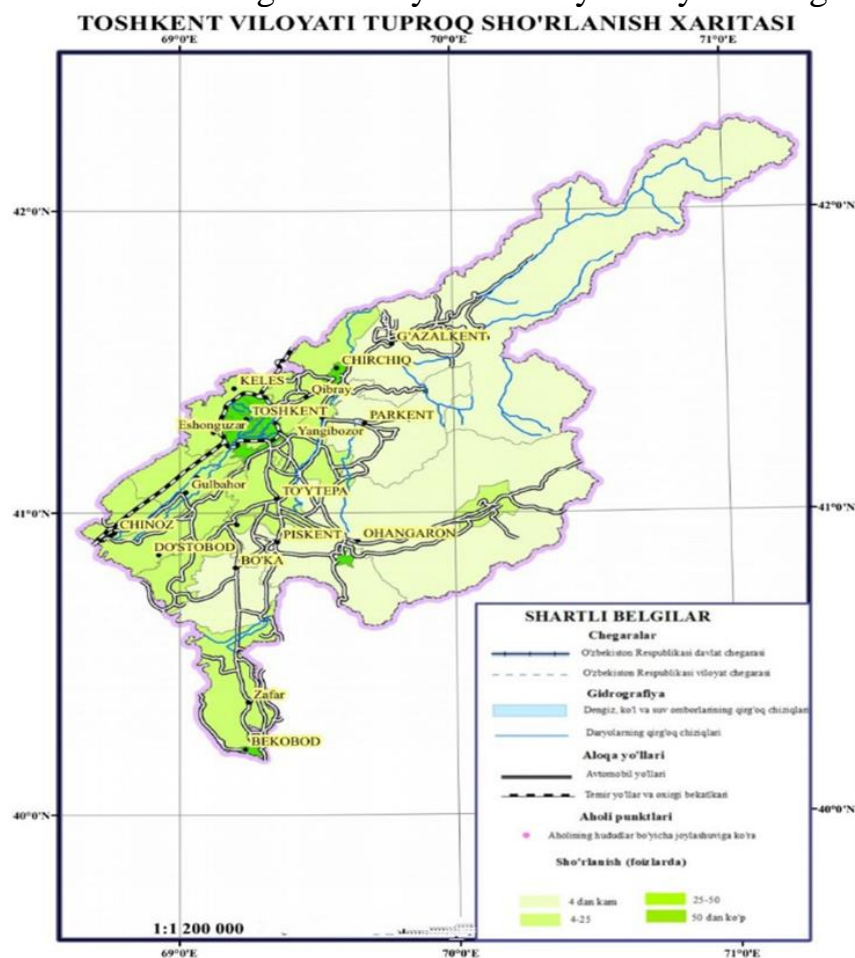 TOSHKENT VILOYATI TUPROQ SHO'RLANISH XARITASI
69°0'E 70°0'E 71°0'E
42°0'N 42°0'N
G'AZALKENT
CHIRCHIQ
KELES
Qibray
TOSHKENT
PARKENT
Eshonguzar
Yangibozor
Gulbahor
TO'YTEPA
41°0'N 41°0'N
CHINOZ
PISKENT
OHANGARON
DO'STOBOD
BO'KA
Zafar
BEKOBOD
40°0'N 40°0'N
SHARTLI BELGILAR
Chegaralar
O'zbekiston Respublikasi davlat chegarasi
O'zbekiston Respublikasi viloyat chegarasi
Gidrografiya
Dengiz, ko'l va suv omborlarining qirg'oq chiziqlari
Daryolarning qirg'oq chiziqlari
Aloqa yo'llari
Avtomobil yo'llari
Temir yo'llar va oxirgi bekatlkari
Aholi punktlari
Aholining hududlar bo'yicha joylashuviga ko'ra
Sho'rlanish (foizlarda)
4 dan kam 25-50
4-25 50 dan ko'p
1:1 200 000
69°0'E 70°0'E 71°0'E